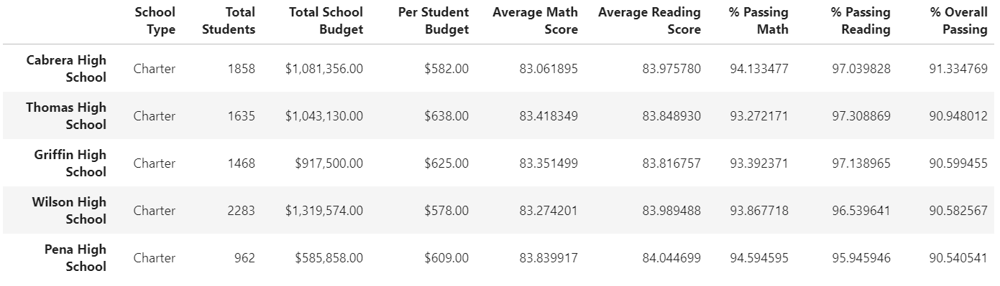 School Type Total Students Total School Budget Per Student Budget Average Math Score Average Reading Score % Passing Math % Passing Reading % Overall Passing
Cabrera High School Charter 1858 $1,081,356.00 $582.00 83.061895 83.975780 94.133477 97.039828 91.334769
Thomas High School Charter 1635 $1,043,130.00 $638.00 83.418349 83.848930 93.272171 97.308869 90.948012
Griffin High School Charter 1468 $917,500.00 $625.00 83.351499 83.816757 93.392371 97.138965 90.599455
Wilson High School Charter 2283 $1,319,574.00 $578.00 83.274201 83.989488 93.867718 96.539641 90.582567
Pena High School Charter 962 $585,858.00 $609.00 83.839917 84.044699 94.594595 95.945946 90.540541